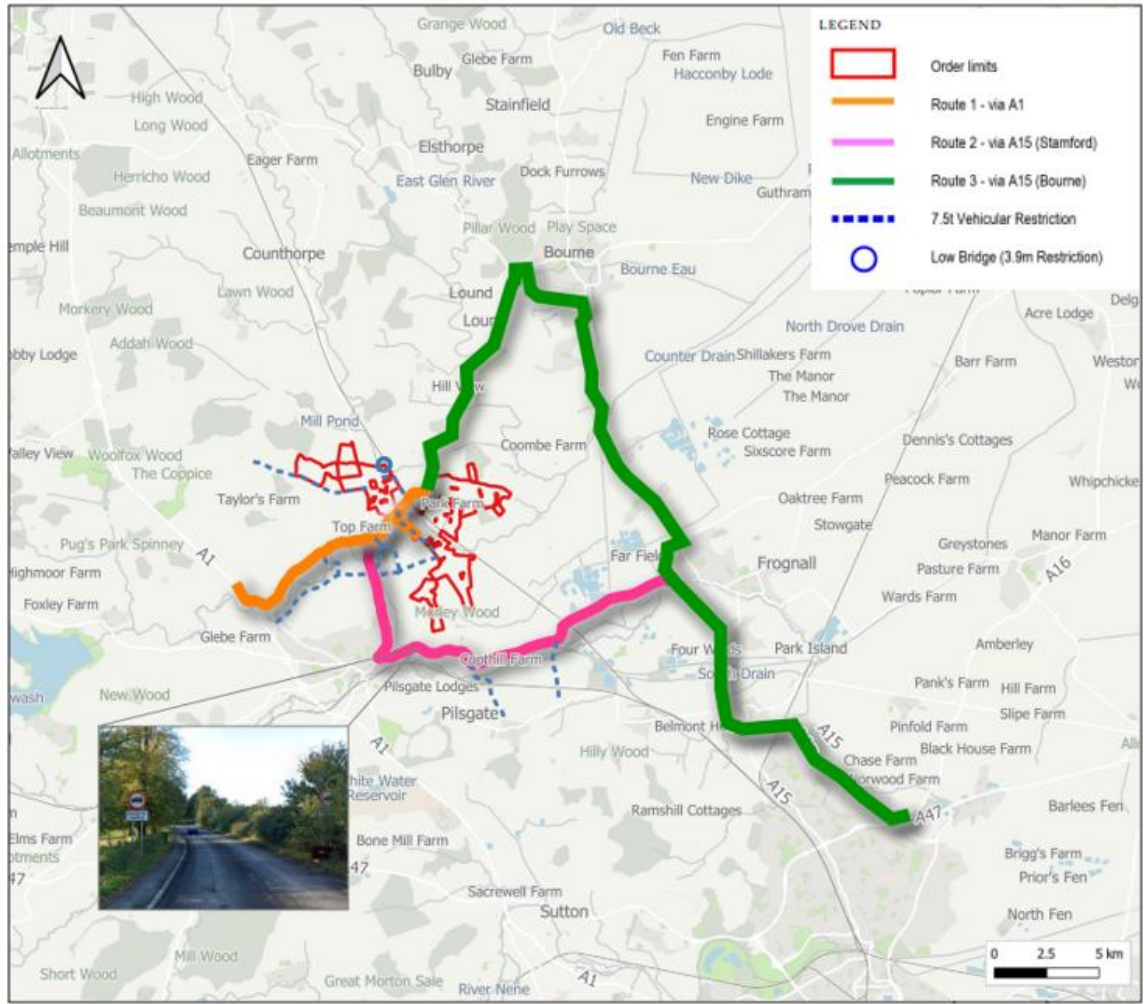 LEGEND
Order limits
Route 1 - via A1
Route 2 - via A15 (Stamford)
Route 3 - via A15 (Bourne)
7.5t Vehicular Restriction
Low Bridge (3.9m Restriction)
Grange Wood
Old Beck
Glebe Farm
Fen Farm
Bulby
Hacconby Lode
High Wood
Stainfield
Long Wood
Engine Farm
Allotments
Eager Farm
Elsthorpe
Herricho Wood
Dock Furrows
East Glen River
New Dike
Guthram
Beaumont Wood
Pillar Wood
Play Space
Counthorpe
Bourne
Bourne Eau
Lawn Wood
Lound
Morkery Wood
Acre Lodge
North Drove Drain
Addah Wood
Counter Drain
Shillakers Farm
Barr Farm
Weston
The Manor
Hill
The Manor
Mill Pond
Rose Cottage
Dennis's Cottages
Coombe Farm
Sixscore Farm
Valley View
Woolfox Wood
The Coppice
Peacock Farm
Taylor's Farm
Park Farm
Oaktree Farm
Top Farm
Stowgate
Manor Farm
Pug's Park Spinney
A1
Greystones
Far Field
Frognall
Highmoor Farm
Pasture Farm
A16
Foxley Farm
Wards Farm
Glebe Farm
Amberley
Park Island
Pilsgate Lodges
Pank's Farm
Hill Farm
New Wood
Slipe Farm
Pilsgate
Pinfold Farm
A1
Hilly Wood
A15
Black House Farm
Chase Farm
Norwood Farm
White Water
Reservoir
A15
Ramshill Cottages
A47
Barlees Fen
Elms Farm
Bone Mill Farm
Brigg's Farm
Prior's Fen
Sacrewell Farm
Sutton
North Fen
Mill Wood
Short Wood
Great Morton Sale
A1
River Nene
0 2.5 5 km